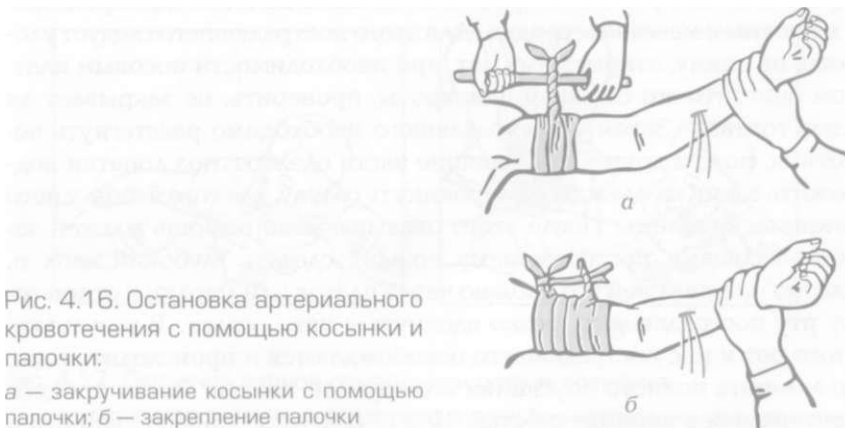 а
Рис. 4.16. Остановка артериального
кровотечения с помощью косынки и
палочки:
а — закручивание косынки с помощью
палочки; б — закрепление палочки
б